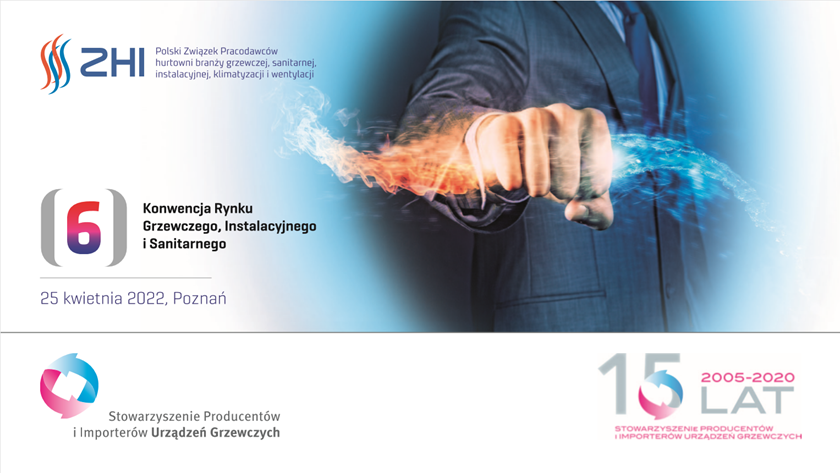 ZHI
Polski Związek Pracodawców
hurtowni branży grzewczej, sanitarnej,
instalacyjnej, klimatyzacji i wentylacji
6
Konwencja Rynku
Grzewczego, Instalacyjnego
i Sanitarnego
25 kwietnia 2022, Poznań
Stowarzyszenie Producentów
i Importerów Urządzeń Grzewczych
15
2005-2020
LAT
STOWARZYSZENIE PRODUCENTÓW
I IMPORTERÓW URZĄDZEŃ GRZEWCZYCH